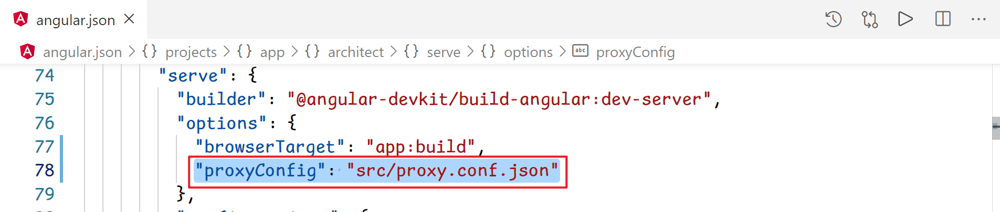 angular.json
angular.json > {} projects > {} app > {} architect > {} serve > {} options > abc proxyConfig
74 "serve": {
75 "builder": "@angular-devkit/build-angular:dev-server",
76 "options": {
77 "browserTarget": "app:build",
78 "proxyConfig": "src/proxy.conf.json"
79 },